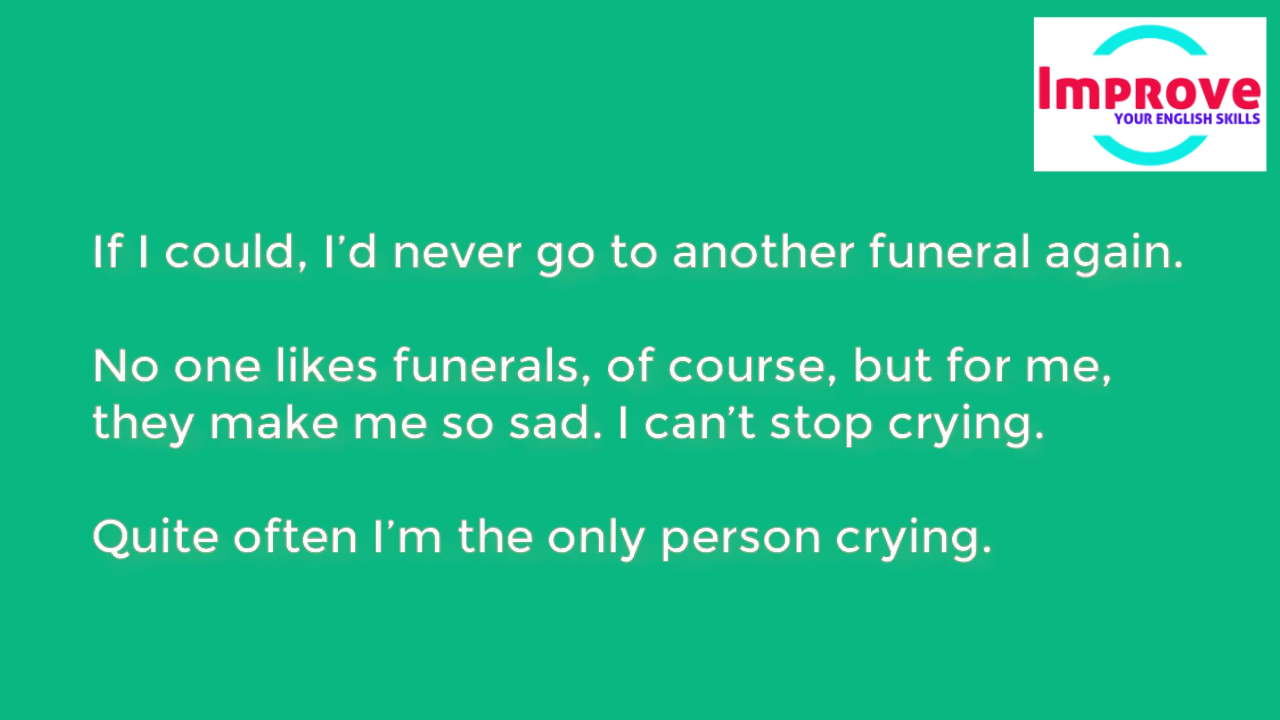 Improve
YOUR ENGLISH SKILLS
If I could, I’d never go to another funeral again.
No one likes funerals, of course, but for me,
they make me so sad. I can’t stop crying.
Quite often I’m the only person crying.